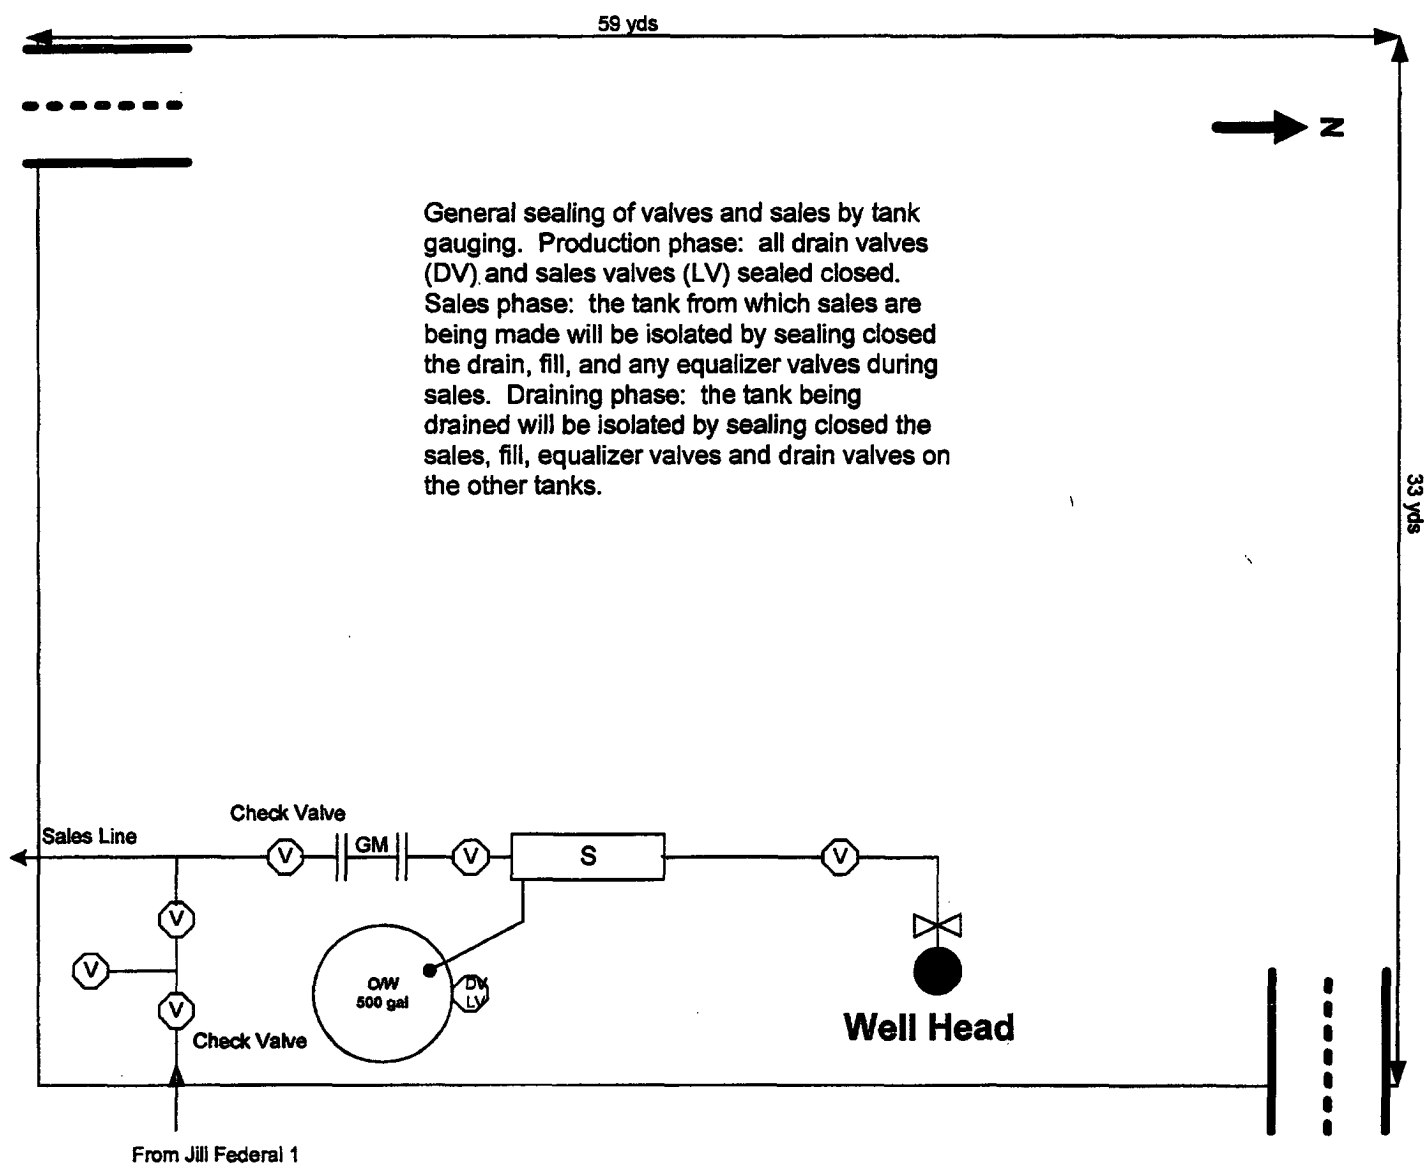 59 yds
N
General sealing of valves and sales by tank
gauging. Production phase: all drain valves
(DV) and sales valves (LV) sealed closed.
Sales phase: the tank from which sales are
being made will be isolated by sealing closed
the drain, fill, and any equalizer valves during
sales. Draining phase: the tank being
drained will be isolated by sealing closed the
sales, fill, equalizer valves and drain valves on
the other tanks.
33 yds
Check Valve
Sales Line
V
GM
V
S
V
V
V
V
O/W
500 gal
DV
LV
Well Head
Check Valve
From Jill Federal 1